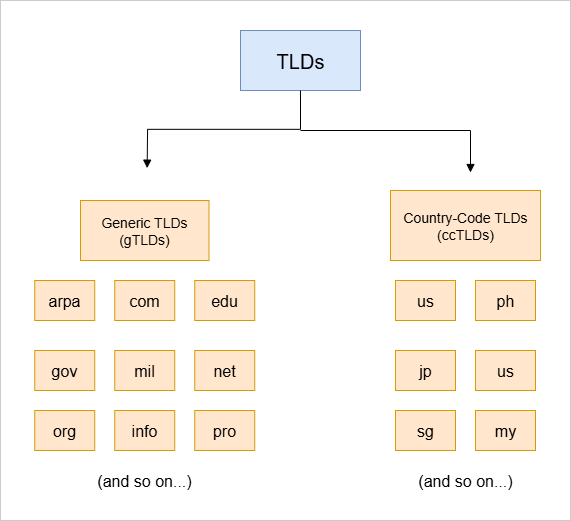 TLDs
Generic TLDs
(gTLDs)
Country-Code TLDs
(ccTLDs)
arpa com edu
us ph
gov mil net
jp us
org info pro
sg my
(and so on...)
(and so on...)